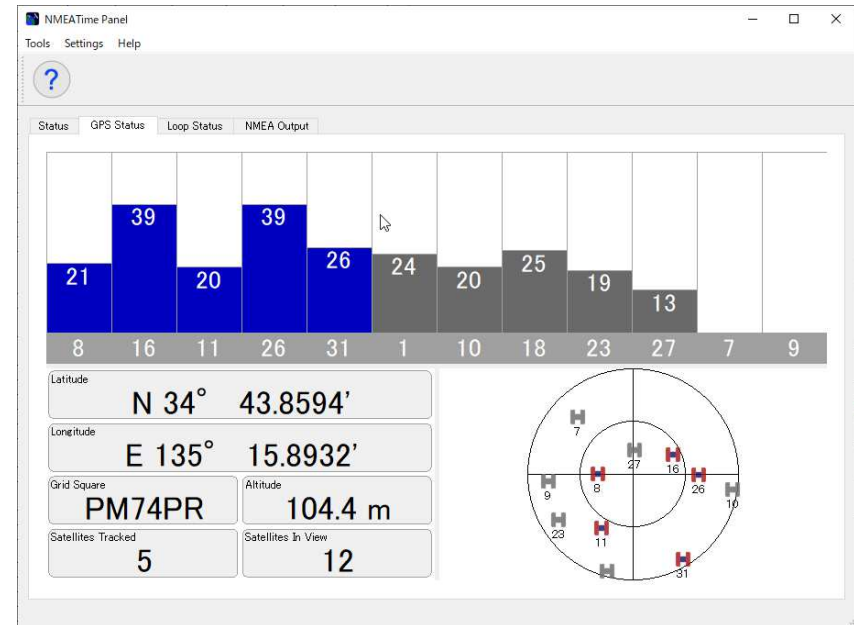 NMEATime Panel
Tools Settings Help
?
Status GPS Status Loop Status NMEA Output
21 39 20 39 26 24 20 25 19 13
8 16 11 26 31 1 10 18 23 27 7 9
Latitude
N 34° 43.8594'
Longitude
E 135° 15.8932'
Grid Square
PM74PR
Altitude
104.4 m
Satellites Tracked
5
Satellites In View
12
7
27
16
9
8
26
10
23
11
31